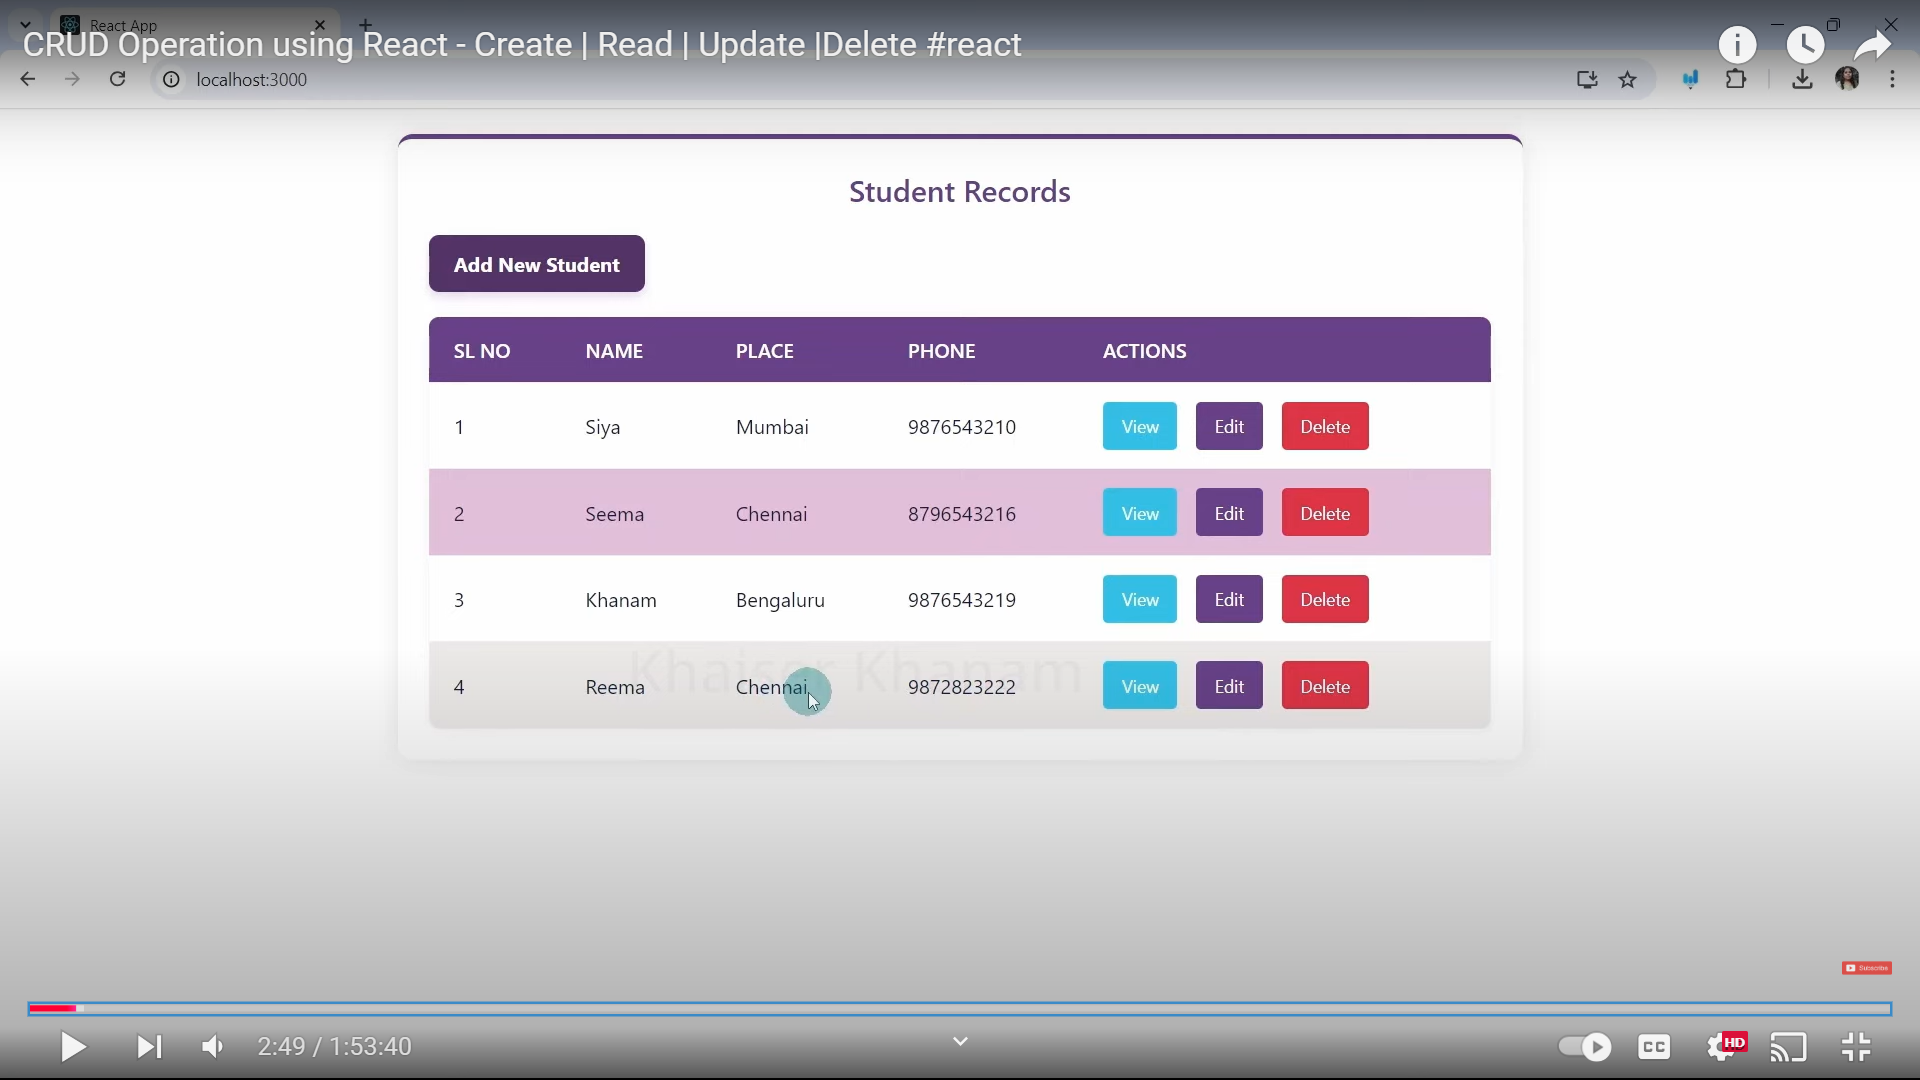 React App
CRUD Operation using React - Create | Read | Update |Delete #react
localhost:3000
Student Records
Add New Student
SL NO NAME PLACE PHONE ACTIONS
1 Siya Mumbai 9876543210 View Edit Delete
2 Seema Chennai 8796543216 View Edit Delete
3 Khanam Bengaluru 9876543219 View Edit Delete
Khaiser Khanam
4 Reema Chennai 9872823222 View Edit Delete
Subscribe
2:49 / 1:53:40 CC HD